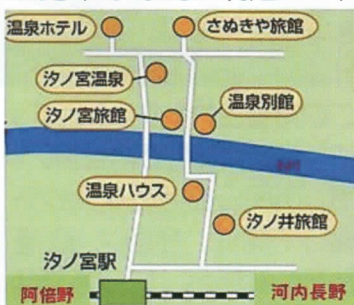 温泉ホテル
さぬきや旅館
汐ノ宮温泉
汐ノ宮旅館
温泉別館
温泉ハウス
汐ノ井旅館
汐ノ宮駅
阿倍野
河内長野